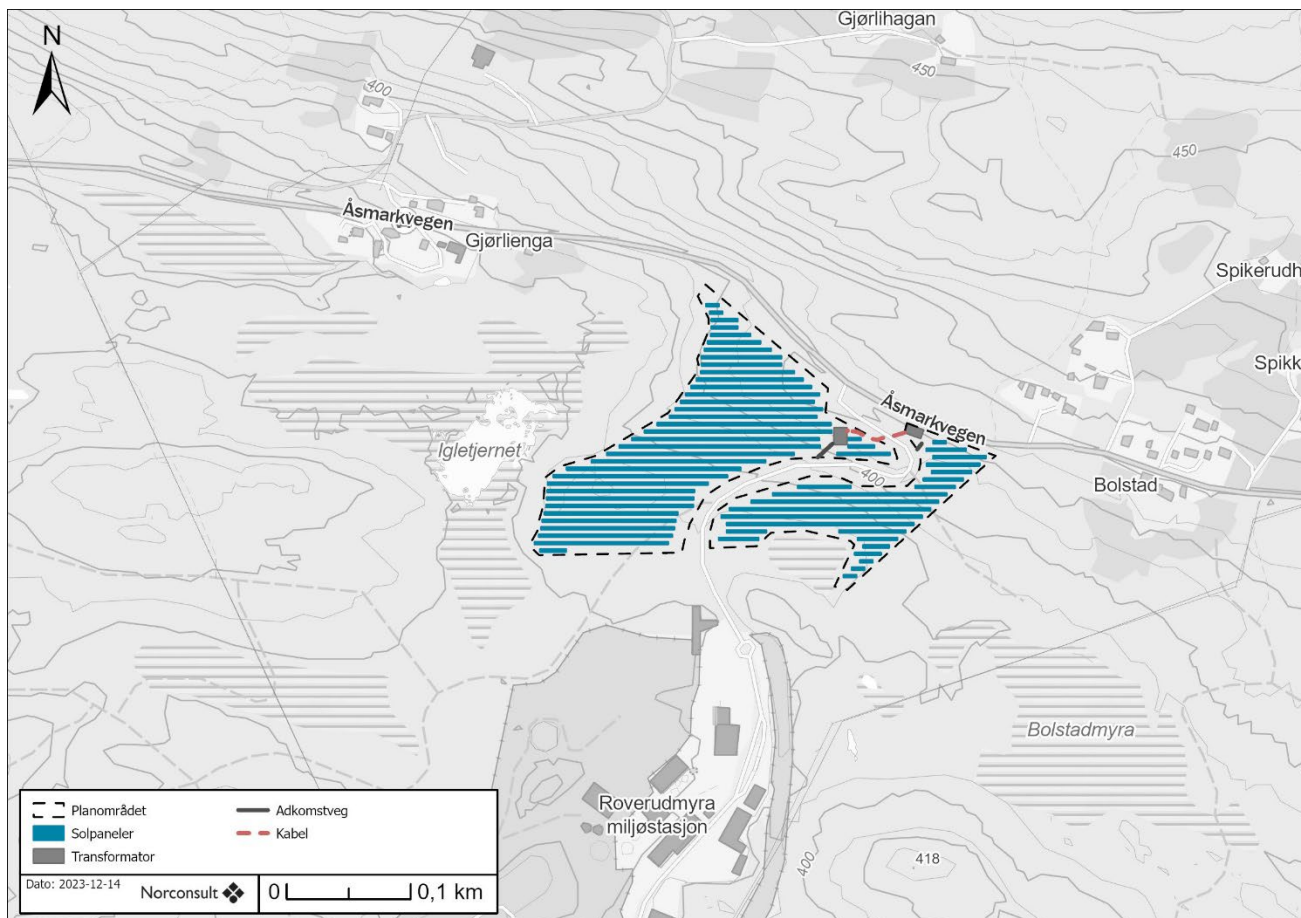 Gjørlihagan
N
450
400
450
Åsmarkvegen
Gjørlienga
Spikerudh
Spikk
Åsmarkvegen
Igletjernet
400
Bolstad
Bolstadmyra
Roverudmyra
miljøstasjon
400
418
Planområdet
Solpaneler
Transformator
Adkomstveg
Kabel
Dato: 2023-12-14
Norconsult
0
0,1 km